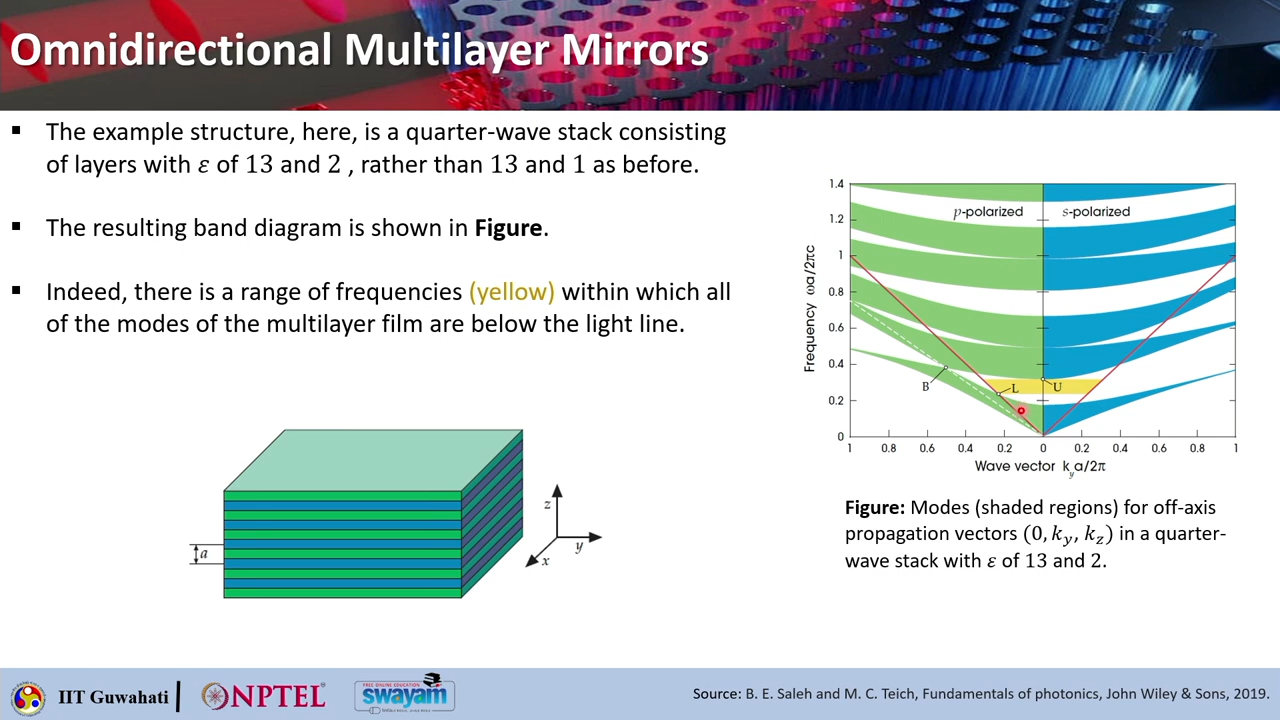 Omnidirectional Multilayer Mirrors
▪ The example structure, here, is a quarter-wave stack consisting
of layers with ε of 13 and 2 , rather than 13 and 1 as before.
▪ The resulting band diagram is shown in Figure.
▪ Indeed, there is a range of frequencies (yellow) within which all
of the modes of the multilayer film are below the light line.
a
z
y
x
Frequency ωa/2πc
1.4
1.2
1
0.8
0.6
0.4
0.2
0
p-polarized
s-polarized
B
L
U
1 0.8 0.6 0.4 0.2 0 0.2 0.4 0.6 0.8 1
Wave vector k_y a/2π
Figure: Modes (shaded regions) for off-axis
propagation vectors (0, k_y, k_z) in a quarter-
wave stack with ε of 13 and 2.
IIT Guwahati
NPTEL
FREE ONLINE EDUCATION
swayam
Source: B. E. Saleh and M. C. Teich, Fundamentals of photonics, John Wiley & Sons, 2019.